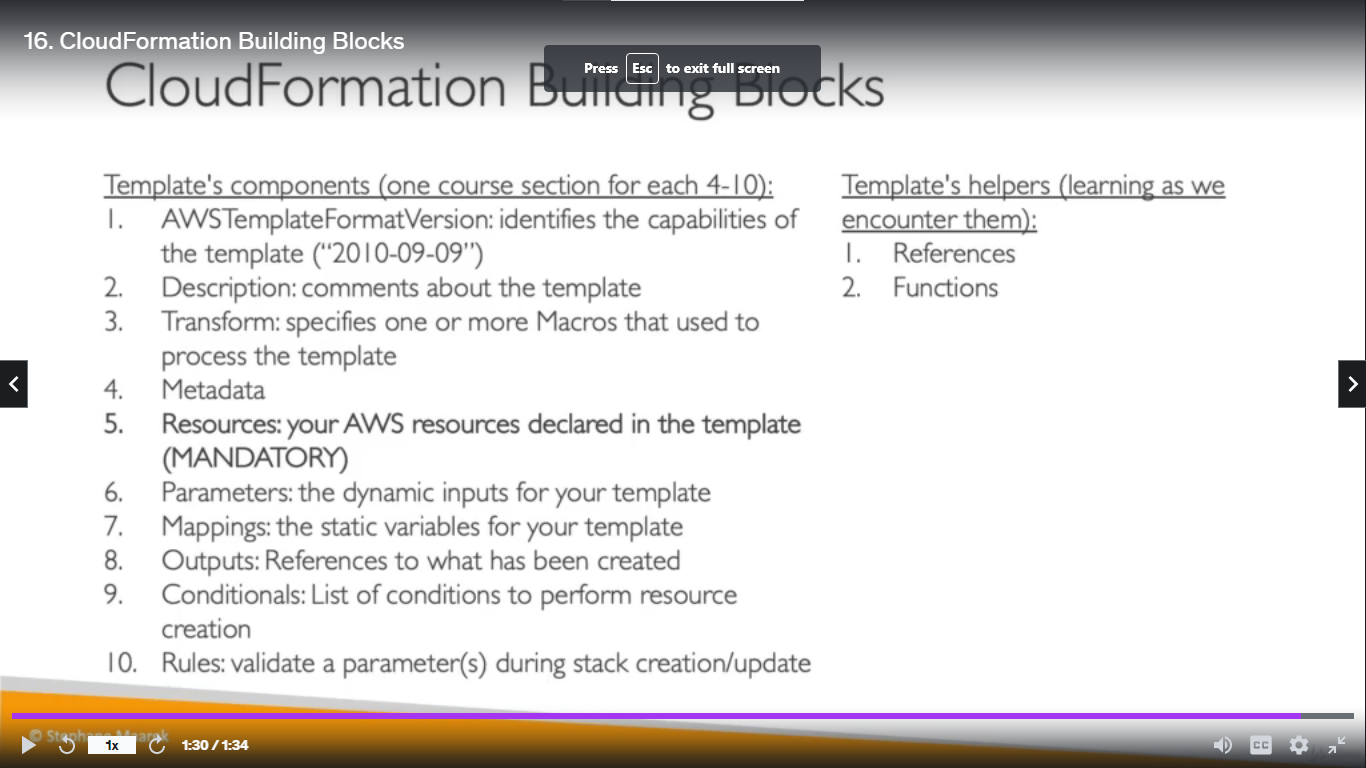 16. CloudFormation Building Blocks
Press Esc to exit full screen
CloudFormation Building Blocks
Template's components (one course section for each 4-10):
1. AWSTemplateFormatVersion: identifies the capabilities of
the template (“2010-09-09”)
2. Description: comments about the template
3. Transform: specifies one or more Macros that used to
process the template
4. Metadata
5. Resources: your AWS resources declared in the template
(MANDATORY)
6. Parameters: the dynamic inputs for your template
7. Mappings: the static variables for your template
8. Outputs: References to what has been created
9. Conditionals: List of conditions to perform resource
creation
10. Rules: validate a parameter(s) during stack creation/update
Template's helpers (learning as we
encounter them):
1. References
2. Functions
© Stephane Maarek
1x
1:30 / 1:34
CC